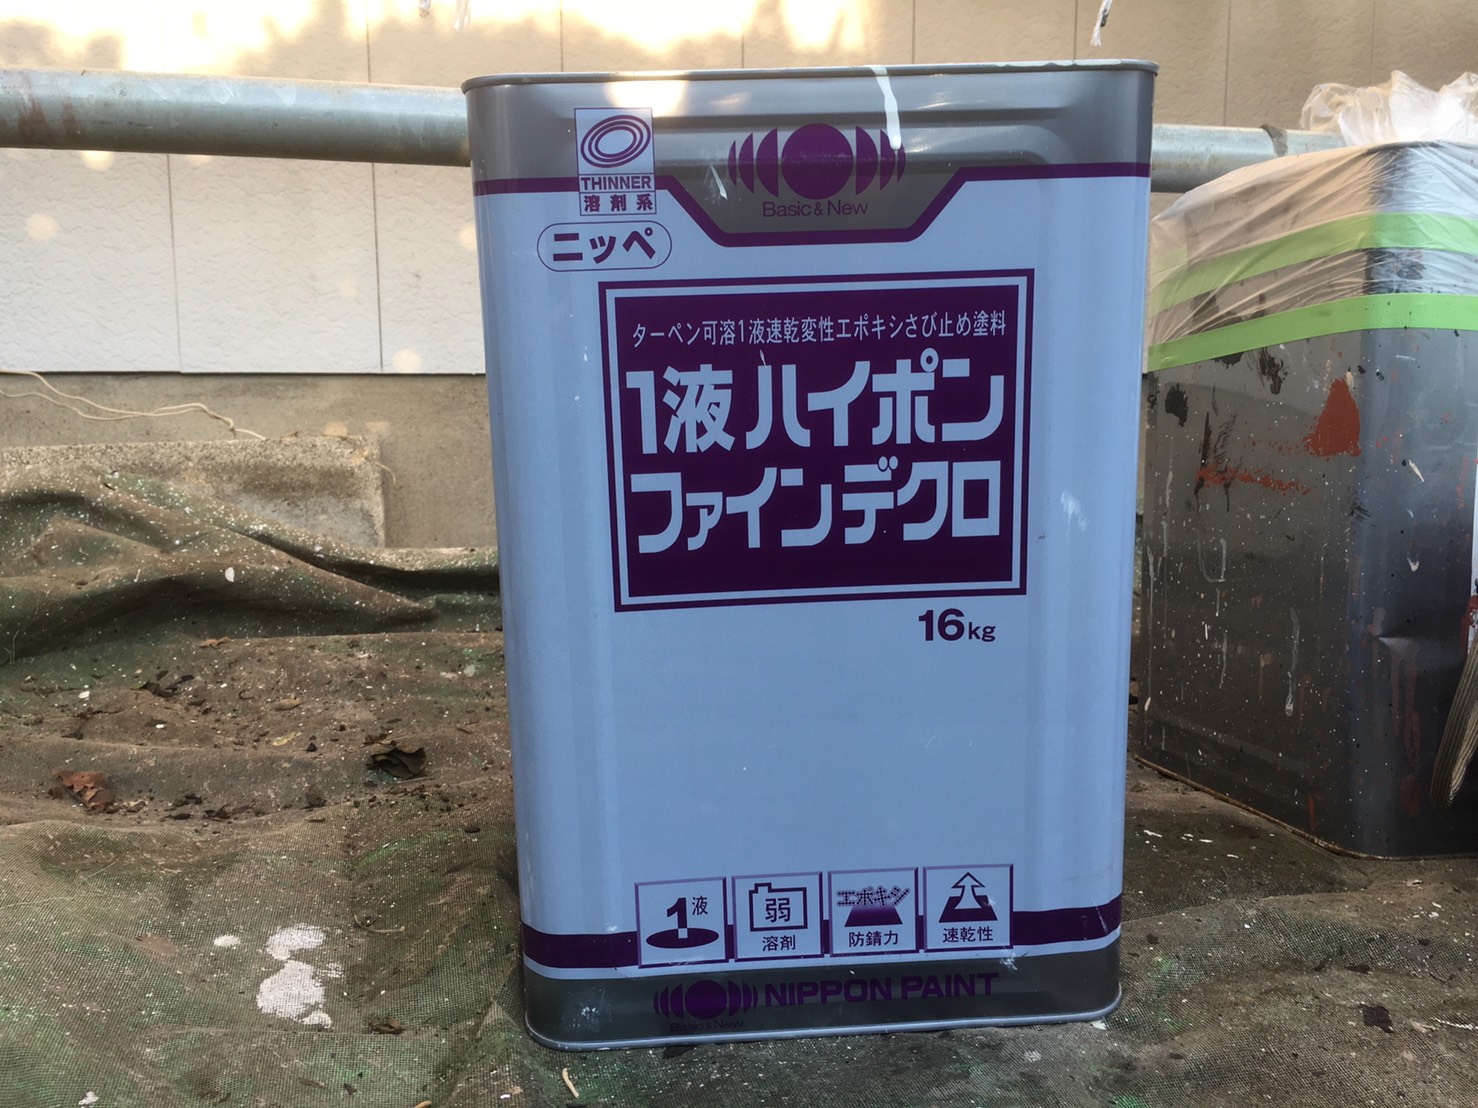 THINNER
溶剤系
Basic & New
ニッペ
ターペン可溶1液速乾変性エポキシさび止め塗料
1液ハイポン
ファインデクロ
16kg
1液
弱
溶剤
エポキシ
防錆力
速乾性
NIPPON PAINT
Basic & New